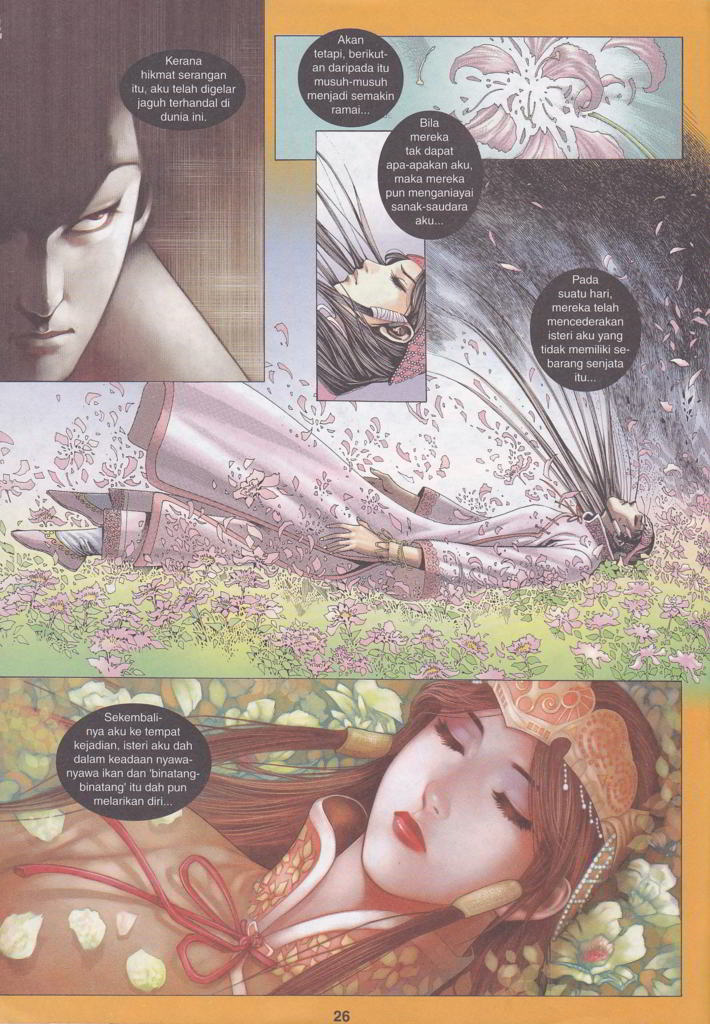 Kerana
hikmat serangan
itu, aku telah digelar
jaguh terhandal di
dunia ini.
Akan
tetapi, berikut-
an daripada itu
musuh-musuh
menjadi semakin
ramai...
Bila
mereka
tak dapat
apa-apakan aku,
maka mereka
pun menganiayai
sanak-saudara
aku...
Pada
suatu hari,
mereka telah
mencederakan
isteri aku yang
tidak memiliki se-
barang senjata
itu...
Sekembali-
nya aku ke tempat
kejadian, isteri aku dah
dalam keadaan nyawa-
nyawa ikan dan 'binatang-
binatang' itu dah pun
melarikan diri...
26